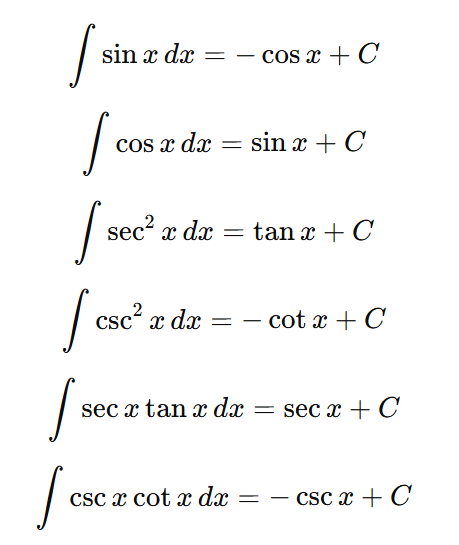 ∫ sin x dx = − cos x + C
∫ cos x dx = sin x + C
∫ sec² x dx = tan x + C
∫ csc² x dx = − cot x + C
∫ sec x tan x dx = sec x + C
∫ csc x cot x dx = − csc x + C